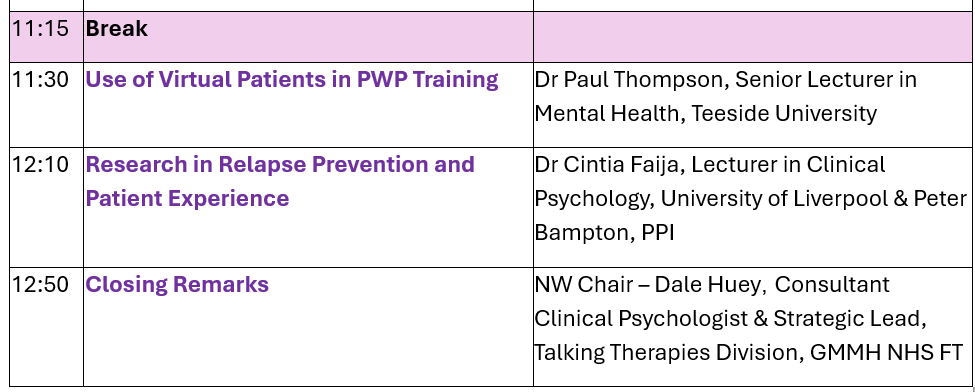 11:15 Break
11:30 Use of Virtual Patients in PWP Training
Dr Paul Thompson, Senior Lecturer in
Mental Health, Teeside University
12:10 Research in Relapse Prevention and
Patient Experience
Dr Cintia Faija, Lecturer in Clinical
Psychology, University of Liverpool & Peter
Bampton, PPI
12:50 Closing Remarks
NW Chair – Dale Huey, Consultant
Clinical Psychologist & Strategic Lead,
Talking Therapies Division, GMMH NHS FT